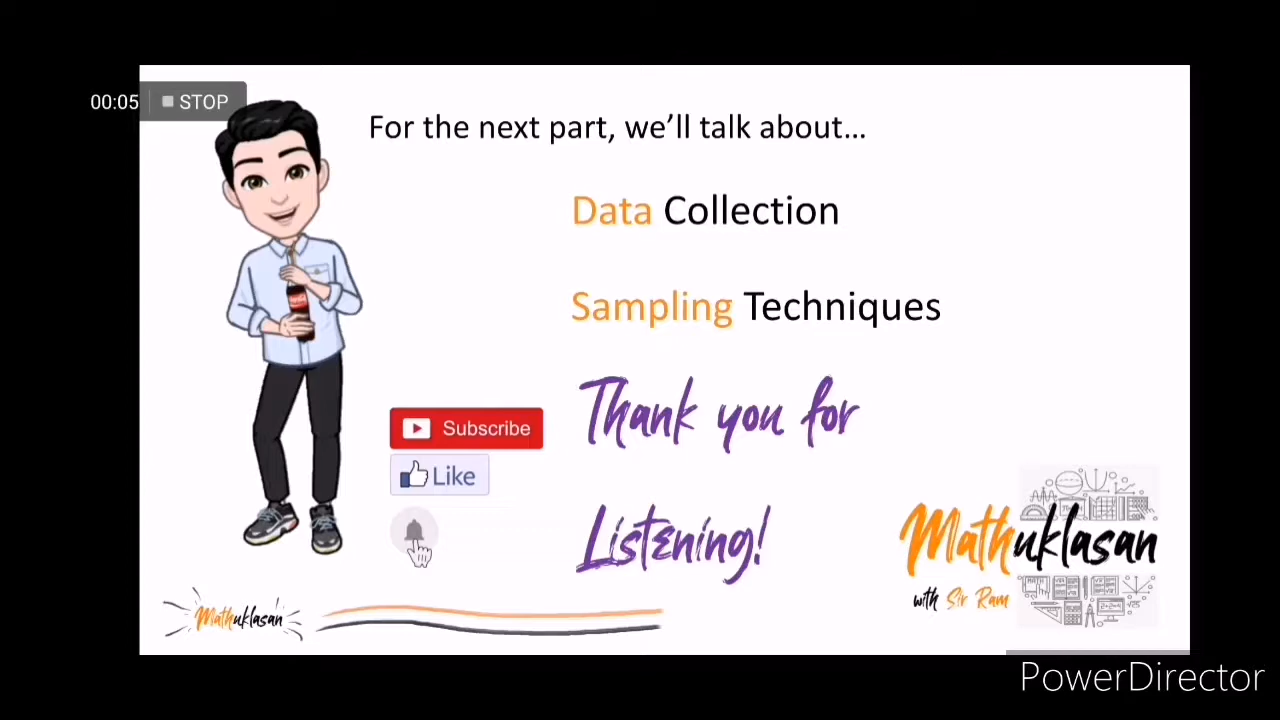 00:05 STOP
For the next part, we'll talk about...
Data Collection
Sampling Techniques
Thank you for
Subscribe
Like
Listening!
Mathuklasan
with Sir Ram
Mathuklasan
PowerDirector